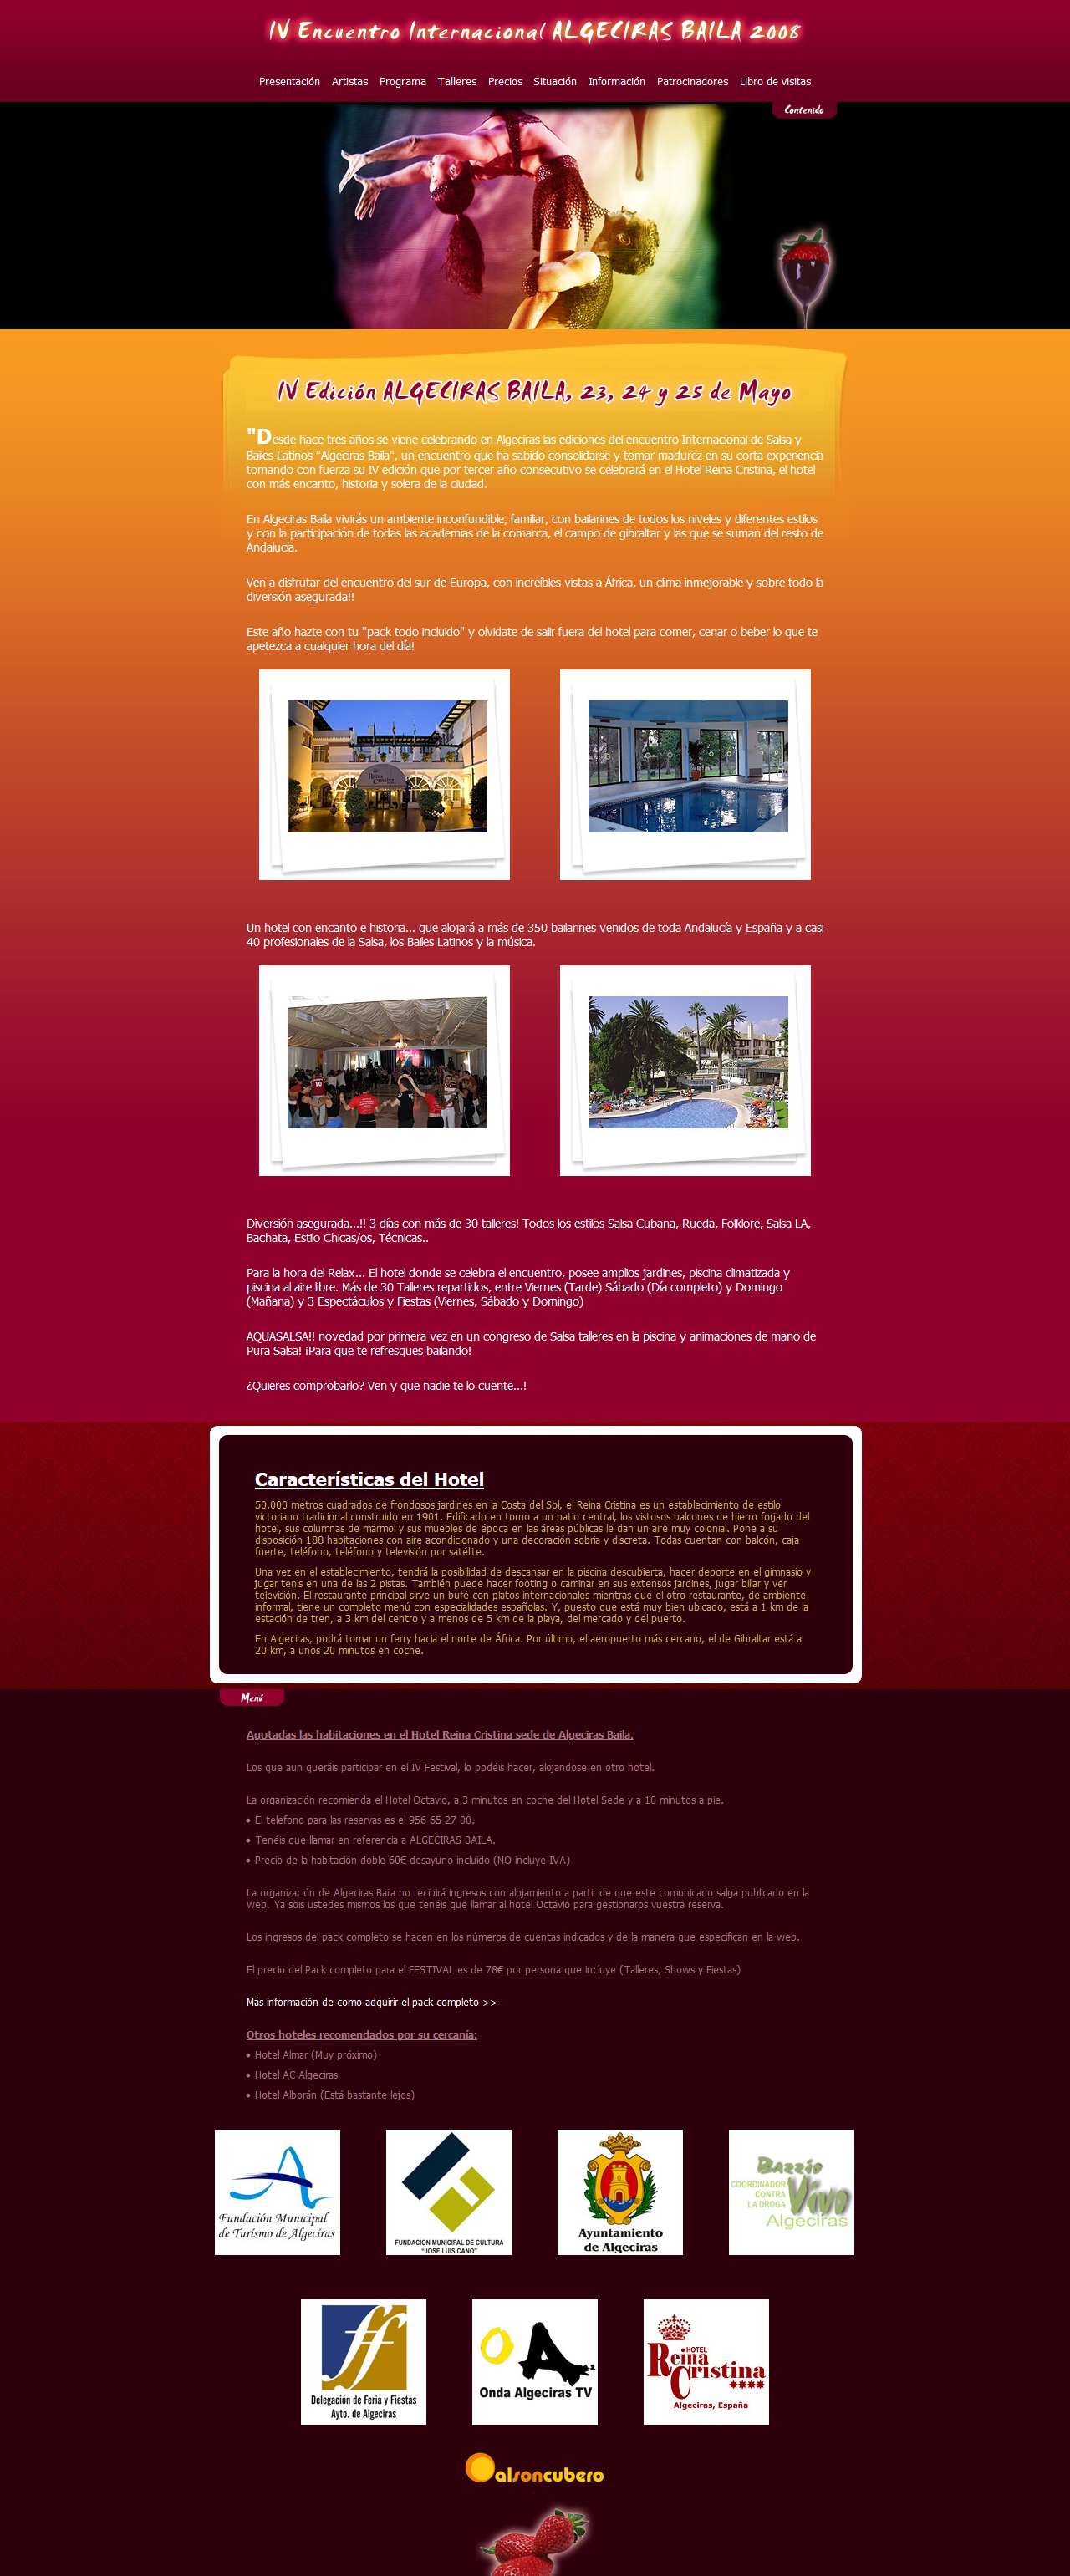 IV Encuentro Internacional ALGECIRAS BAILA 2008
Presentación Artistas Programa Talleres Precios Situación Información Patrocinadores Libro de visitas
Contenido
IV Edición ALGECIRAS BAILA, 23, 24 y 25 de Mayo
"Desde hace tres años se viene celebrando en Algeciras las ediciones del encuentro Internacional de Salsa y
Bailes Latinos "Algeciras Baila", un encuentro que ha sabido consolidarse y tomar madurez en su corta experiencia
tomando con fuerza su IV edición que por tercer año consecutivo se celebrará en el Hotel Reina Cristina, el hotel
con más encanto, historia y solera de la ciudad.
En Algeciras Baila vivirás un ambiente inconfundible, familiar, con bailarines de todos los niveles y diferentes estilos
y con la participación de todas las academias de la comarca, el campo de gibraltar y las que se suman del resto de
Andalucía.
Ven a disfrutar del encuentro del sur de Europa, con increíbles vistas a África, un clima inmejorable y sobre todo la
diversión asegurada!!
Este año hazte con tu "pack todo incluido" y olvidate de salir fuera del hotel para comer, cenar o beber lo que te
apetezca a cualquier hora del día!
Reina
Cristina
Un hotel con encanto e historia... que alojará a más de 350 bailarines venidos de toda Andalucía y España y a casi
40 profesionales de la Salsa, los Bailes Latinos y la música.
10
Diversión asegurada...!! 3 días con más de 30 talleres! Todos los estilos Salsa Cubana, Rueda, Folklore, Salsa LA,
Bachata, Estilo Chicas/os, Técnicas..
Para la hora del Relax... El hotel donde se celebra el encuentro, posee amplios jardines, piscina climatizada y
piscina al aire libre. Más de 30 Talleres repartidos, entre Viernes (Tarde) Sábado (Día completo) y Domingo
(Mañana) y 3 Espectáculos y Fiestas (Viernes, Sábado y Domingo)
AQUASALSA!! novedad por primera vez en un congreso de Salsa talleres en la piscina y animaciones de mano de
Pura Salsa! ¡Para que te refresques bailando!
¿Quieres comprobarlo? Ven y que nadie te lo cuente...!
Características del Hotel
50.000 metros cuadrados de frondosos jardines en la Costa del Sol, el Reina Cristina es un establecimiento de estilo
victoriano tradicional construido en 1901. Edificado en torno a un patio central, los vistosos balcones de hierro forjado del
hotel, sus columnas de mármol y sus muebles de época en las áreas públicas le dan un aire muy colonial. Pone a su
disposición 188 habitaciones con aire acondicionado y una decoración sobria y discreta. Todas cuentan con balcón, caja
fuerte, teléfono, teléfono y televisión por satélite.
Una vez en el establecimiento, tendrá la posibilidad de descansar en la piscina descubierta, hacer deporte en el gimnasio y
jugar tenis en una de las 2 pistas. También puede hacer footing o caminar en sus extensos jardines, jugar billar y ver
televisión. El restaurante principal sirve un bufé con platos internacionales mientras que el otro restaurante, de ambiente
informal, tiene un completo menú con especialidades españolas. Y, puesto que está muy bien ubicado, está a 1 km de la
estación de tren, a 3 km del centro y a menos de 5 km de la playa, del mercado y del puerto.
En Algeciras, podrá tomar un ferry hacia el norte de África. Por último, el aeropuerto más cercano, el de Gibraltar está a
20 km, a unos 20 minutos en coche.
Menú
Agotadas las habitaciones en el Hotel Reina Cristina sede de Algeciras Baila.
Los que aun queráis participar en el IV Festival, lo podéis hacer, alojandose en otro hotel.
La organización recomienda el Hotel Octavio, a 3 minutos en coche del Hotel Sede y a 10 minutos a pie.
• El telefono para las reservas es el 956 65 27 00.
• Tenéis que llamar en referencia a ALGECIRAS BAILA.
• Precio de la habitación doble 60€ desayuno incluido (NO incluye IVA)
La organización de Algeciras Baila no recibirá ingresos con alojamiento a partir de que este comunicado salga publicado en la
web. Ya sois ustedes mismos los que tenéis que llamar al hotel Octavio para gestionaros vuestra reserva.
Los ingresos del pack completo se hacen en los números de cuentas indicados y de la manera que especifican en la web.
El precio del Pack completo para el FESTIVAL es de 78€ por persona que incluye (Talleres, Shows y Fiestas)
Más información de como adquirir el pack completo >>
Otros hoteles recomendados por su cercanía:
• Hotel Almar (Muy próximo)
• Hotel AC Algeciras
• Hotel Alborán (Está bastante lejos)
Fundación Municipal
de Turismo de Algeciras
FUNDACION MUNICIPAL DE CULTURA
"JOSE LUIS CANO"
Ayuntamiento
de Algeciras
Barrio
Vivo
COORDINADOR
CONTRA
LA DROGA
Algeciras
ff
Delegación de Feria y Fiestas
Ayto. de Algeciras
OA2
Onda Algeciras TV
HOTEL
Reina
Cristina
Algeciras, España
alsoncubero